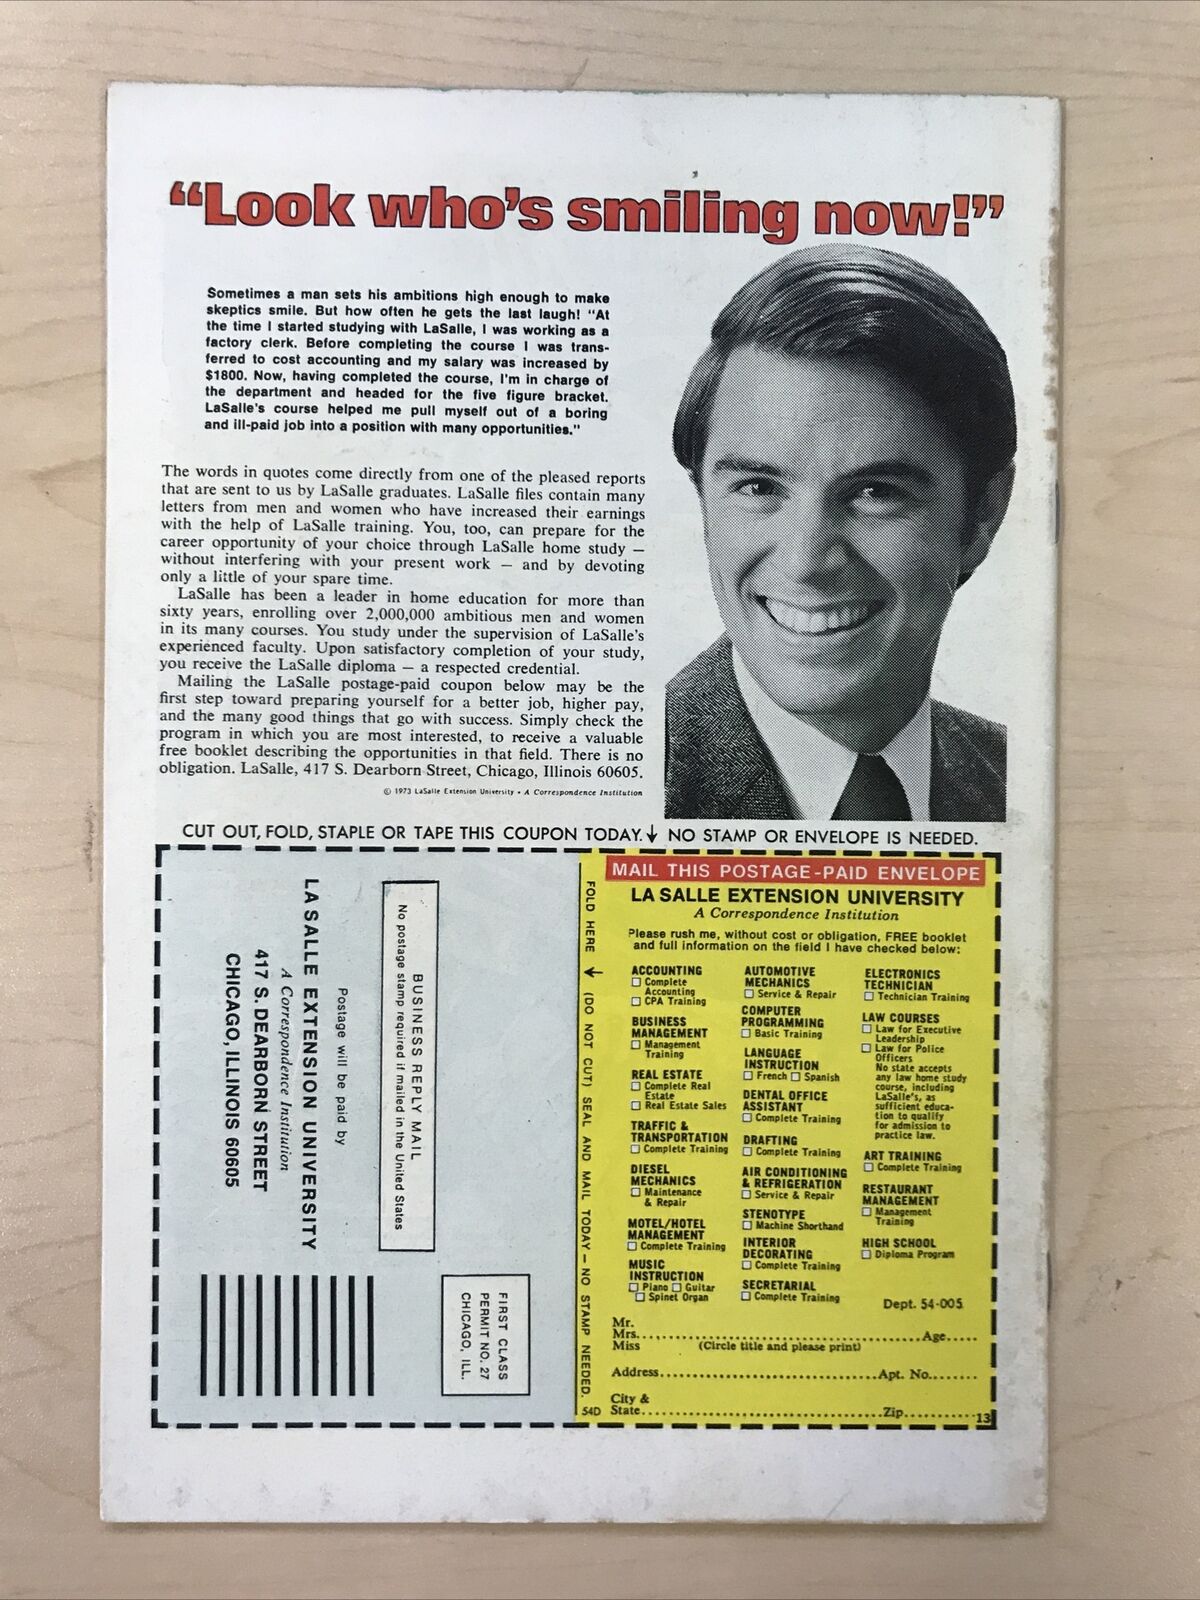 “Look who’s smiling now!”
Sometimes a man sets his ambitions high enough to make
skeptics smile. But how often he gets the last laugh! "At
the time I started studying with LaSalle, I was working as a
factory clerk. Before completing the course I was trans-
ferred to cost accounting and my salary was increased by
$1800. Now, having completed the course, I'm in charge of
the department and headed for the five figure bracket.
LaSalle's course helped me pull myself out of a boring
and ill-paid job into a position with many opportunities."
The words in quotes come directly from one of the pleased reports
that are sent to us by LaSalle graduates. LaSalle files contain many
letters from men and women who have increased their earnings
with the help of LaSalle training. You, too, can prepare for the
career opportunity of your choice through LaSalle home study —
without interfering with your present work — and by devoting
only a little of your spare time.
LaSalle has been a leader in home education for more than
sixty years, enrolling over 2,000,000 ambitious men and women
in its many courses. You study under the supervision of LaSalle's
experienced faculty. Upon satisfactory completion of your study,
you receive the LaSalle diploma — a respected credential.
Mailing the LaSalle postage-paid coupon below may be the
first step toward preparing yourself for a better job, higher pay,
and the many good things that go with success. Simply check the
program in which you are most interested, to receive a valuable
free booklet describing the opportunities in that field. There is no
obligation. LaSalle, 417 S. Dearborn Street, Chicago, Illinois 60605.
© 1973 LaSalle Extension University • A Correspondence Institution
CUT OUT, FOLD, STAPLE OR TAPE THIS COUPON TODAY. ↓ NO STAMP OR ENVELOPE IS NEEDED.
FIRST CLASS
PERMIT NO. 27
CHICAGO, ILL.
BUSINESS REPLY MAIL
No postage stamp required if mailed in the United States
Postage will be paid by
LA SALLE EXTENSION UNIVERSITY
A Correspondence Institution
417 S. DEARBORN STREET
CHICAGO, ILLINOIS 60605
FOLD HERE ← (DO NOT CUT) SEAL AND MAIL TODAY — NO STAMP NEEDED.
54D
MAIL THIS POSTAGE-PAID ENVELOPE
LA SALLE EXTENSION UNIVERSITY
A Correspondence Institution
Please rush me, without cost or obligation, FREE booklet
and full information on the field I have checked below:
ACCOUNTING
☐ Complete
Accounting
☐ CPA Training
BUSINESS
MANAGEMENT
☐ Management
Training
REAL ESTATE
☐ Complete Real
Estate
☐ Real Estate Sales
TRAFFIC &
TRANSPORTATION
☐ Complete Training
DIESEL
MECHANICS
☐ Maintenance
& Repair
MOTEL/HOTEL
MANAGEMENT
☐ Complete Training
MUSIC
INSTRUCTION
☐ Piano ☐ Guitar
☐ Spinet Organ
AUTOMOTIVE
MECHANICS
☐ Service & Repair
COMPUTER
PROGRAMMING
☐ Basic Training
LANGUAGE
INSTRUCTION
☐ French ☐ Spanish
DENTAL OFFICE
ASSISTANT
☐ Complete Training
DRAFTING
☐ Complete Training
AIR CONDITIONING
& REFRIGERATION
☐ Service & Repair
STENOTYPE
☐ Machine Shorthand
INTERIOR
DECORATING
☐ Complete Training
SECRETARIAL
☐ Complete Training
ELECTRONICS
TECHNICIAN
☐ Technician Training
LAW COURSES
☐ Law for Executive
Leadership
☐ Law for Police
Officers
No state accepts
any law home study
course, including
LaSalle's, as
sufficient educa-
tion to qualify
for admission to
practice law.
ART TRAINING
☐ Complete Training
RESTAURANT
MANAGEMENT
☐ Management
Training
HIGH SCHOOL
☐ Diploma Program
Dept. 54-005
Mr.
Mrs. Age
Miss (Circle title and please print)
Address Apt. No.
City &
State Zip
13